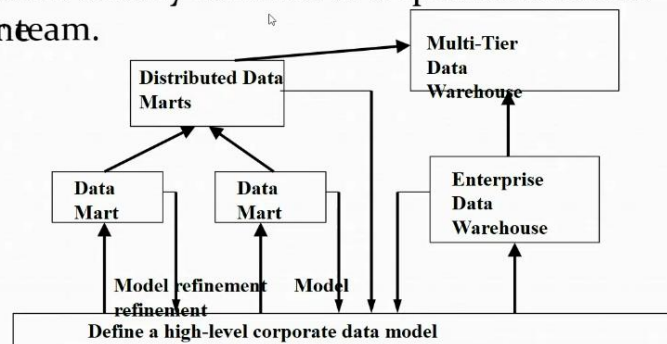 team.
Multi-Tier
Data
Warehouse
Distributed Data
Marts
Data
Mart
Data
Mart
Enterprise
Data
Warehouse
Model refinement Model
refinement
Define a high-level corporate data model